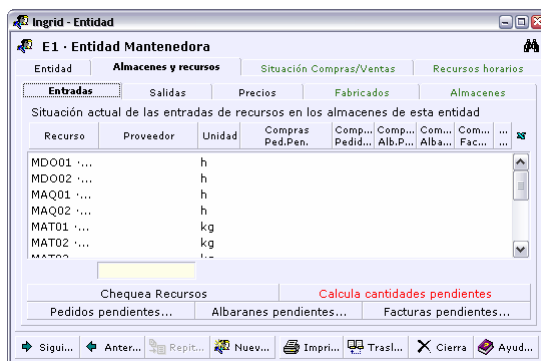 Ingrid - Entidad
E1 · Entidad Mantenedora
Entidad Almacenes y recursos Situación Compras/Ventas Recursos horarios
Entradas Salidas Precios Fabricados Almacenes
Situación actual de las entradas de recursos en los almacenes de esta entidad
Recurso Proveedor Unidad Compras Comp... Comp... Com... Com... ...
Ped.Pen. Pedid... Alb.P... Alba... Fac... ...
MDO01 ·... h
MDO02 ·... h
MAQ01 ·... h
MAQ02 ·... h
MAT01 ·... kg
MAT02 ·... kg
Chequea Recursos Calcula cantidades pendientes
Pedidos pendientes... Albaranes pendientes... Facturas pendientes...
Sigui... Anter... Repit... Nuev... Impri... Trasl... Cierra Ayud...